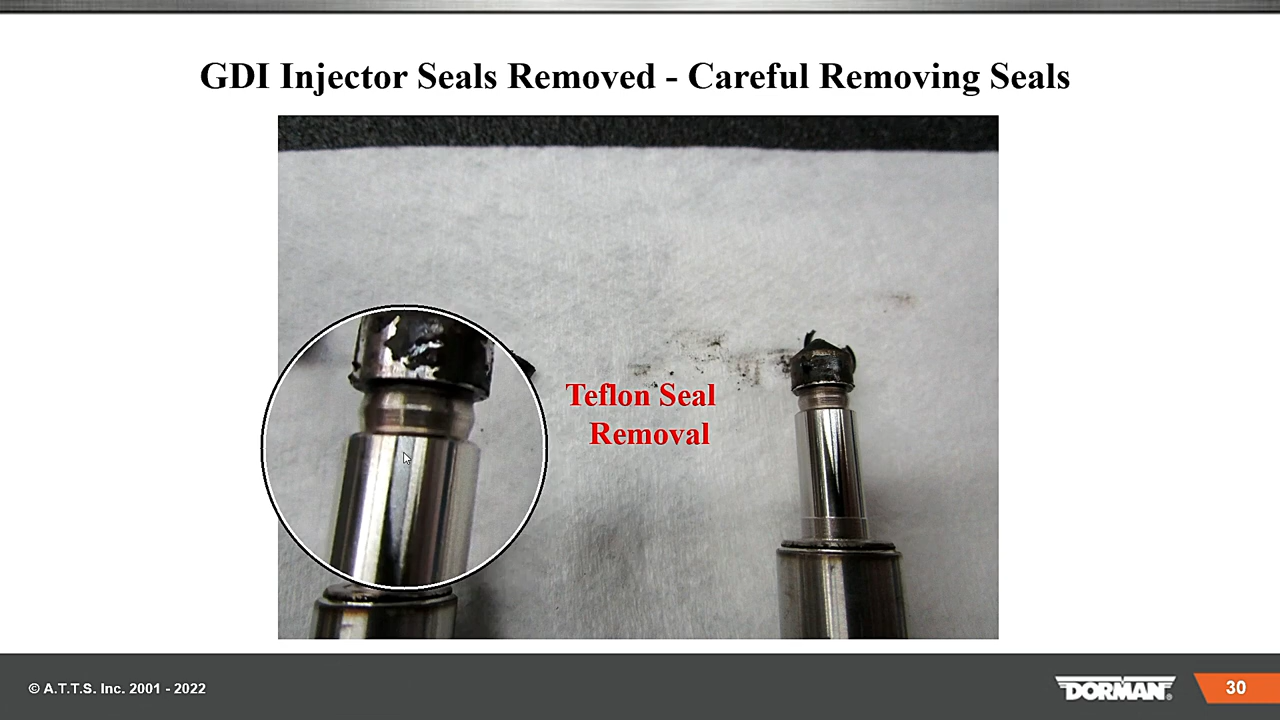 GDI Injector Seals Removed - Careful Removing Seals
Teflon Seal
Removal
© A.T.T.S. Inc. 2001 - 2022
DORMAN®
30